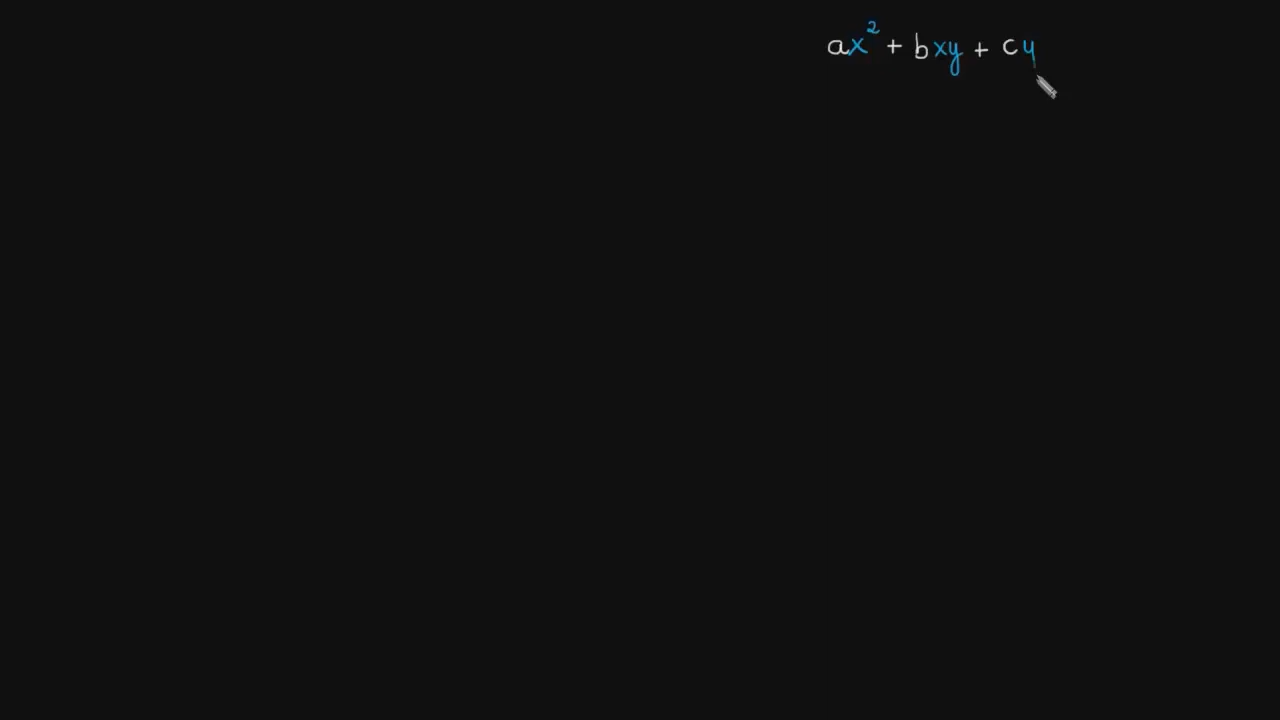 ax² + bxy + cy